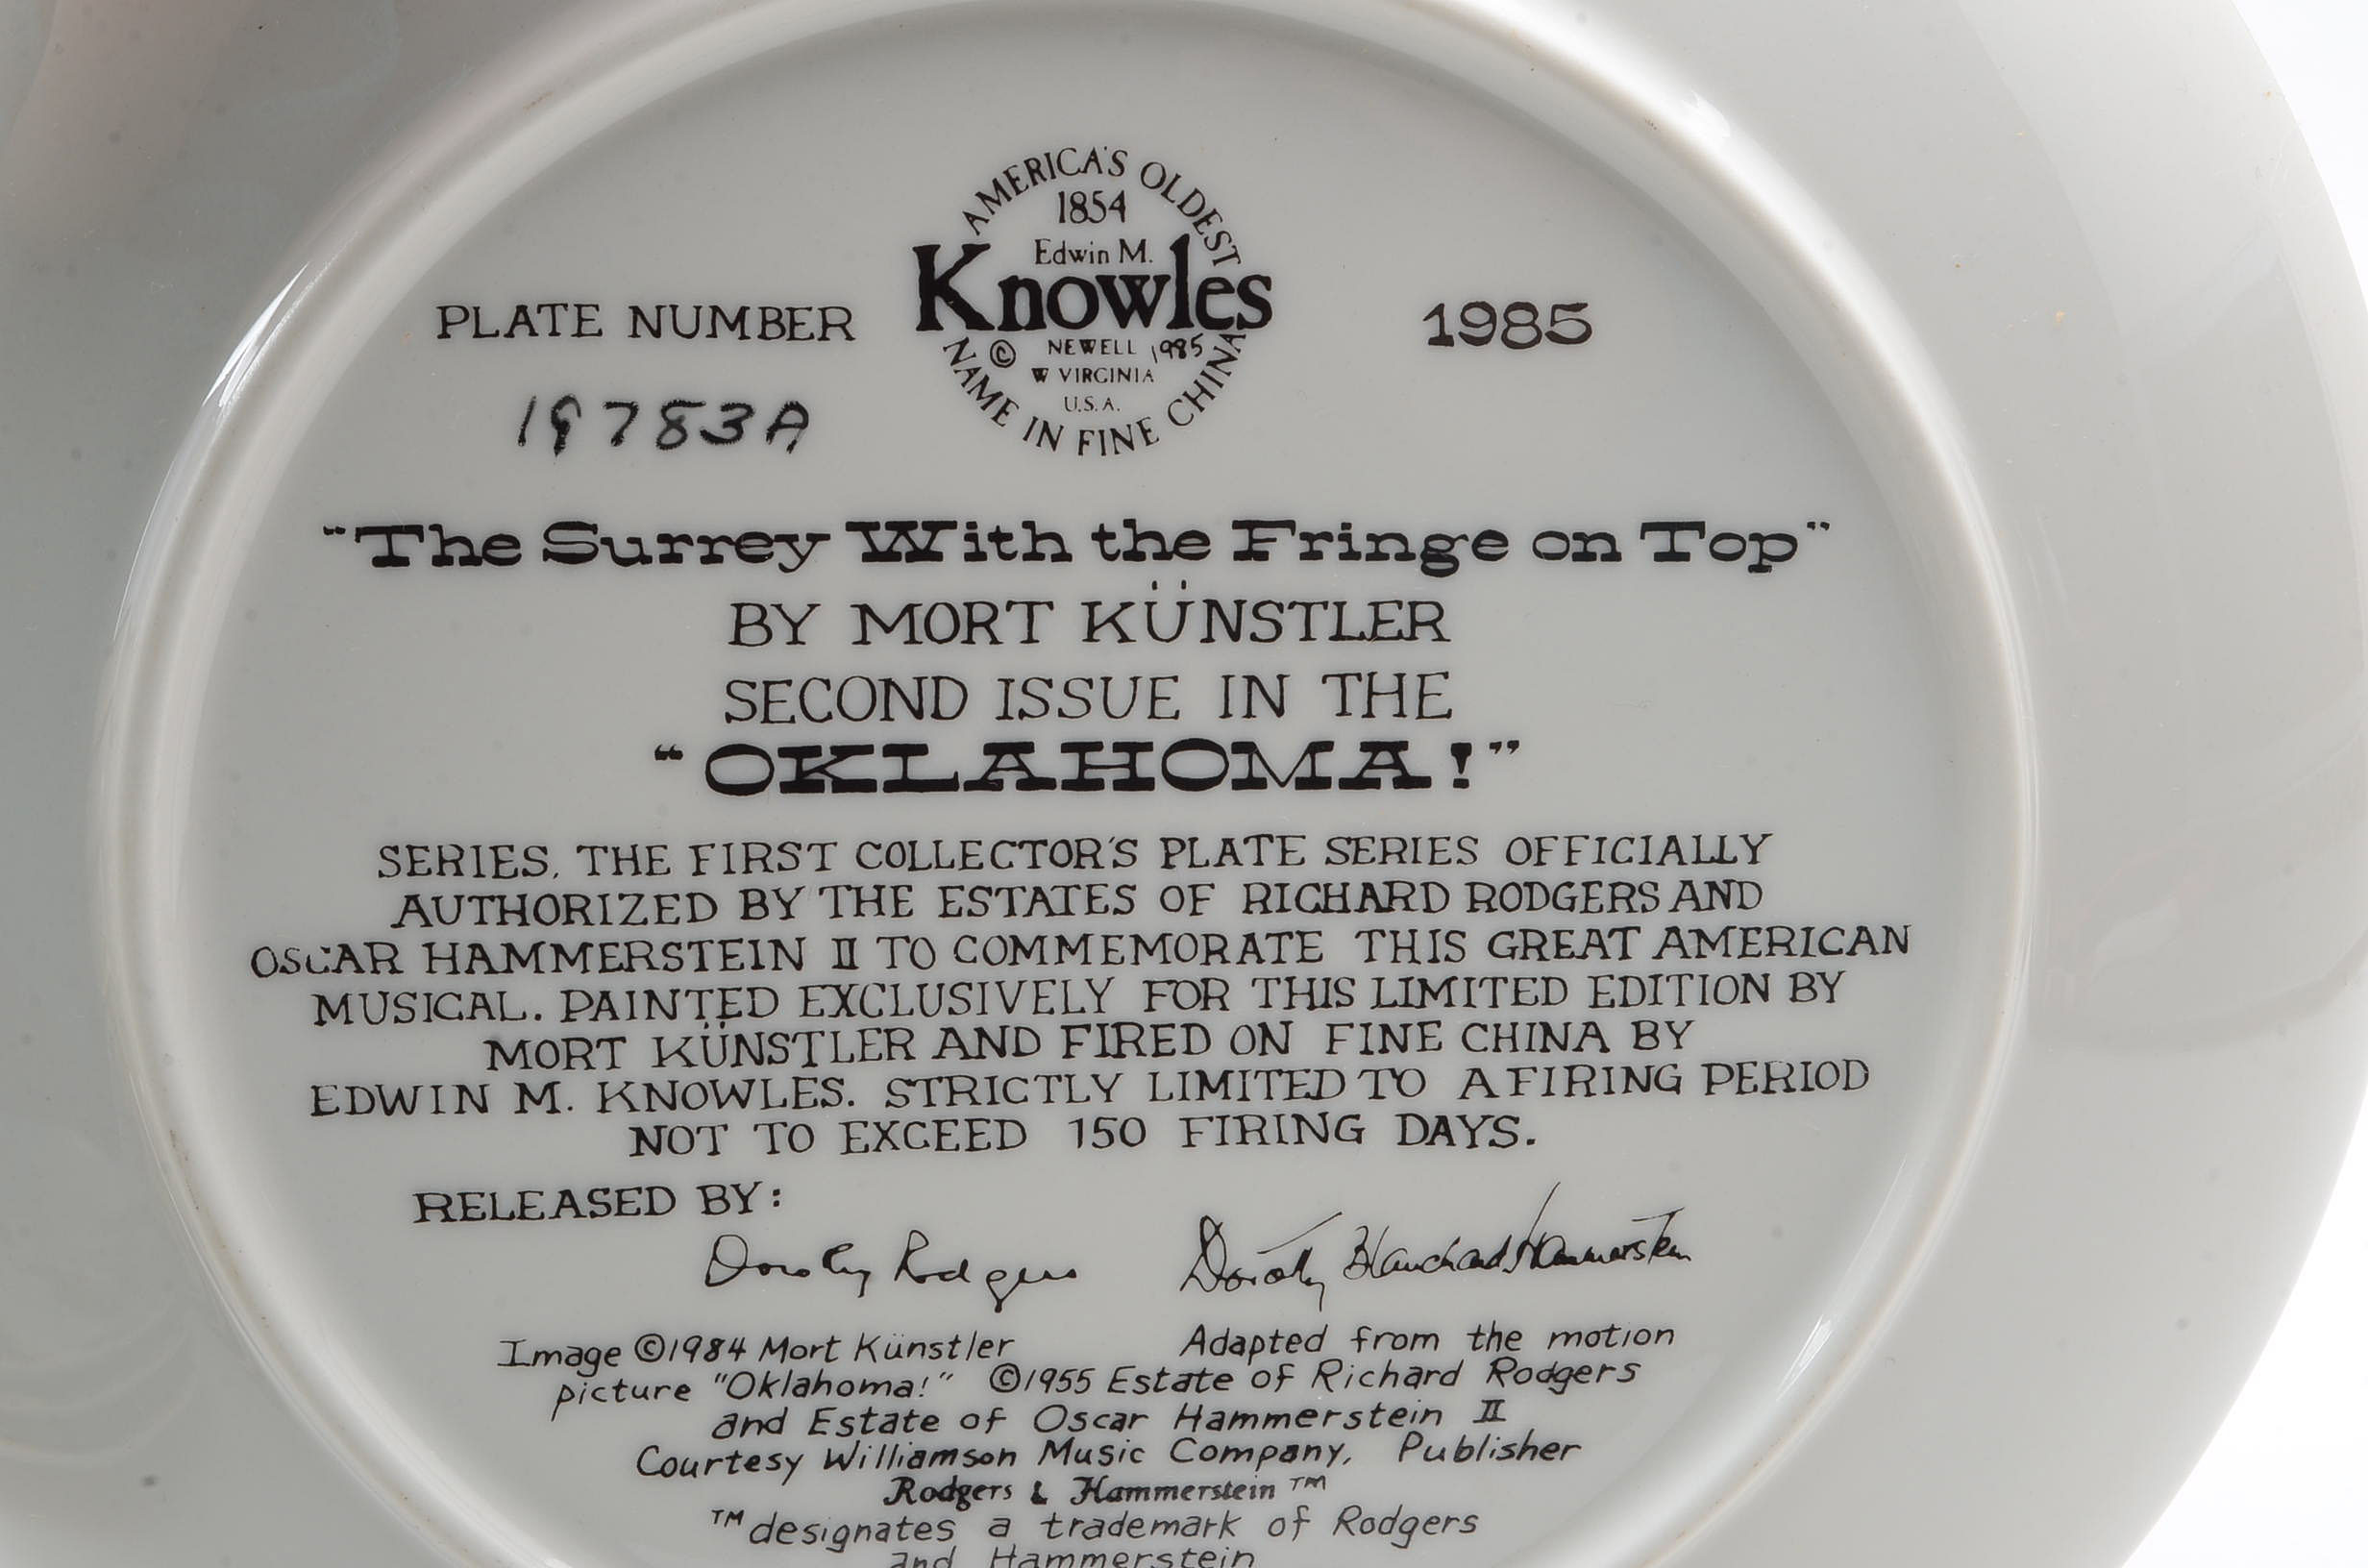 AMERICA'S OLDEST
1854
Edwin M.
Knowles
© NEWELL 1985
W VIRGINIA
U.S.A.
NAME IN FINE CHINA
PLATE NUMBER
1985
19783A
"The Surrey With the Fringe on Top"
BY MORT KÜNSTLER
SECOND ISSUE IN THE
"OKLAHOMA!"
SERIES, THE FIRST COLLECTOR'S PLATE SERIES OFFICIALLY
AUTHORIZED BY THE ESTATES OF RICHARD RODGERS AND
OSCAR HAMMERSTEIN II TO COMMEMORATE THIS GREAT AMERICAN
MUSICAL. PAINTED EXCLUSIVELY FOR THIS LIMITED EDITION BY
MORT KÜNSTLER AND FIRED ON FINE CHINA BY
EDWIN M. KNOWLES. STRICTLY LIMITED TO A FIRING PERIOD
NOT TO EXCEED 150 FIRING DAYS.
RELEASED BY:
Dorothy Rodgers Dorothy Blanchard Hammerstein
Image ©1984 Mort Künstler Adapted from the motion
picture "Oklahoma!" ©1955 Estate of Richard Rodgers
and Estate of Oscar Hammerstein II
Courtesy Williamson Music Company, Publisher
Rodgers & Hammerstein ™
™ designates a trademark of Rodgers
and Hammerstein